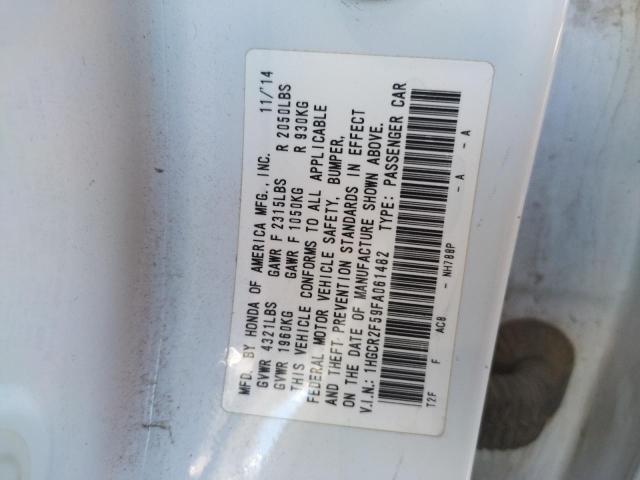 MFD. BY HONDA OF AMERICA MFG., INC. 11/'14
GVWR 4321LBS GAWR F 2315LBS R 2050LBS
GVWR 1960KG GAWR F 1050KG R 930KG
THIS VEHICLE CONFORMS TO ALL APPLICABLE
FEDERAL MOTOR VEHICLE SAFETY, BUMPER,
AND THEFT PREVENTION STANDARDS IN EFFECT
ON THE DATE OF MANUFACTURE SHOWN ABOVE.
V.I.N.: 1HGCR2F59FA061482 TYPE: PASSENGER CAR
T2F F AC8 - NH788P - A - A